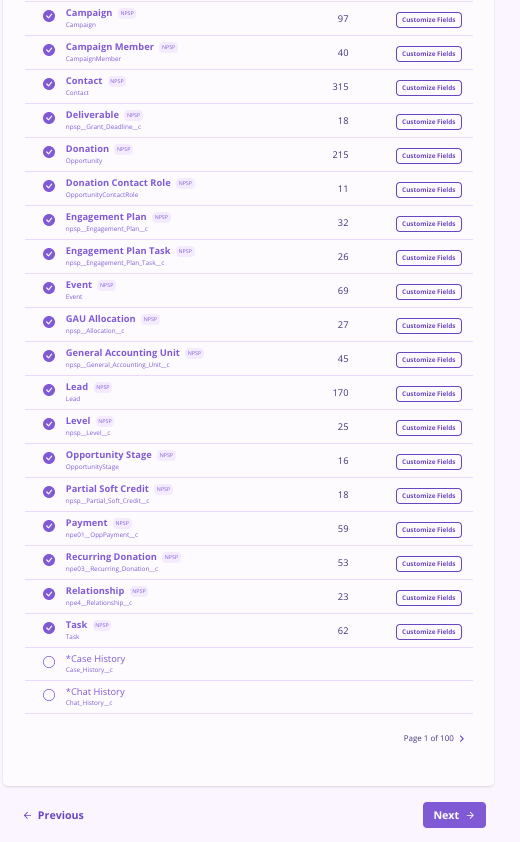 Campaign NPSP
Campaign
97
Customize Fields
Campaign Member NPSP
CampaignMember
40
Customize Fields
Contact NPSP
Contact
315
Customize Fields
Deliverable NPSP
npsp__Grant_Deadline__c
18
Customize Fields
Donation NPSP
Opportunity
215
Customize Fields
Donation Contact Role NPSP
OpportunityContactRole
11
Customize Fields
Engagement Plan NPSP
npsp__Engagement_Plan__c
32
Customize Fields
Engagement Plan Task NPSP
npsp__Engagement_Plan_Task__c
26
Customize Fields
Event NPSP
Event
69
Customize Fields
GAU Allocation NPSP
npsp__Allocation__c
27
Customize Fields
General Accounting Unit NPSP
npsp__General_Accounting_Unit__c
45
Customize Fields
Lead NPSP
Lead
170
Customize Fields
Level NPSP
npsp__Level__c
25
Customize Fields
Opportunity Stage NPSP
OpportunityStage
16
Customize Fields
Partial Soft Credit NPSP
npsp__Partial_Soft_Credit__c
18
Customize Fields
Payment NPSP
npe01__OppPayment__c
59
Customize Fields
Recurring Donation NPSP
npe03__Recurring_Donation__c
53
Customize Fields
Relationship NPSP
npe4__Relationship__c
23
Customize Fields
Task NPSP
Task
62
Customize Fields
*Case History
Case_History__c
*Chat History
Chat_History__c
Page 1 of 100
Previous
Next